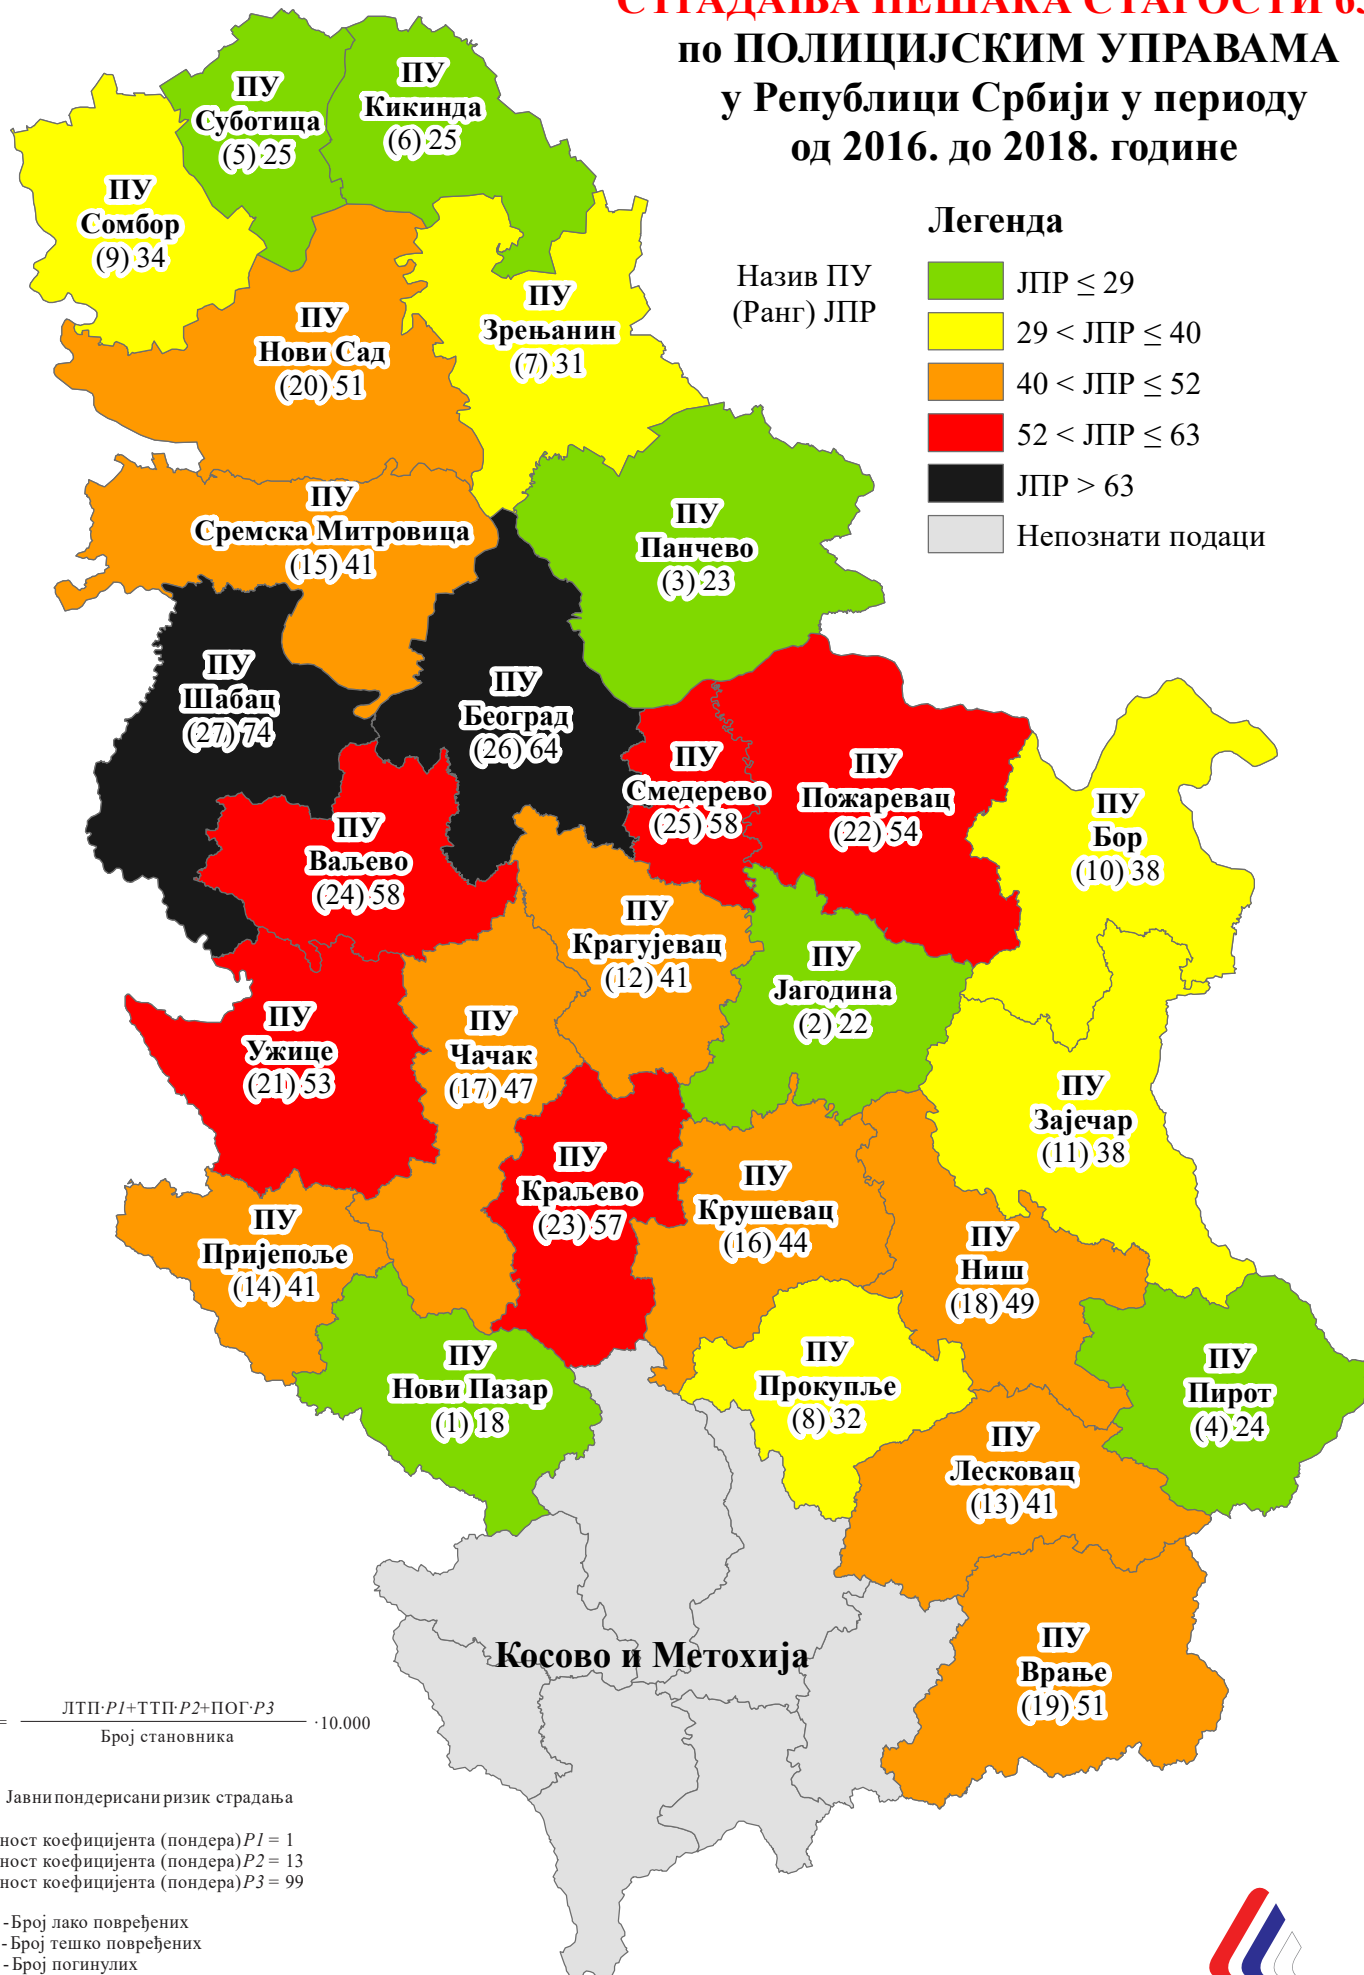 СТРАДАЊА ПЕШАКА СТАРОСТИ 65
по ПОЛИЦИЈСКИМ УПРАВАМА
у Републици Србији у периоду
од 2016. до 2018. године
Легенда
Назив ПУ
(Ранг) ЈПР
ЈПР ≤ 29
29 < ЈПР ≤ 40
40 < ЈПР ≤ 52
52 < ЈПР ≤ 63
ЈПР > 63
Непознати подаци
ПУ
Суботица
(5) 25
ПУ
Кикинда
(6) 25
ПУ
Сомбор
(9) 34
ПУ
Нови Сад
(20) 51
ПУ
Зрењанин
(7) 31
ПУ
Сремска Митровица
(15) 41
ПУ
Панчево
(3) 23
ПУ
Шабац
(27) 74
ПУ
Београд
(26) 64
ПУ
Смедерево
(25) 58
ПУ
Пожаревац
(22) 54
ПУ
Бор
(10) 38
ПУ
Ваљево
(24) 58
ПУ
Крагујевац
(12) 41
ПУ
Јагодина
(2) 22
ПУ
Ужице
(21) 53
ПУ
Чачак
(17) 47
ПУ
Зајечар
(11) 38
ПУ
Краљево
(23) 57
ПУ
Крушевац
(16) 44
ПУ
Пријепоље
(14) 41
ПУ
Ниш
(18) 49
ПУ
Нови Пазар
(1) 18
ПУ
Прокупље
(8) 32
ПУ
Пирот
(4) 24
ПУ
Лесковац
(13) 41
Косово и Метохија
ПУ
Врање
(19) 51
= ЛТП·P1+ТТП·P2+ПОГ·P3 ·10.000
Број становника
Јавни пондерисани ризик страдања
ност коефицијента (пондера) P1 = 1
ност коефицијента (пондера) P2 = 13
ност коефицијента (пондера) P3 = 99
- Број лако повређених
- Број тешко повређених
- Број погинулих